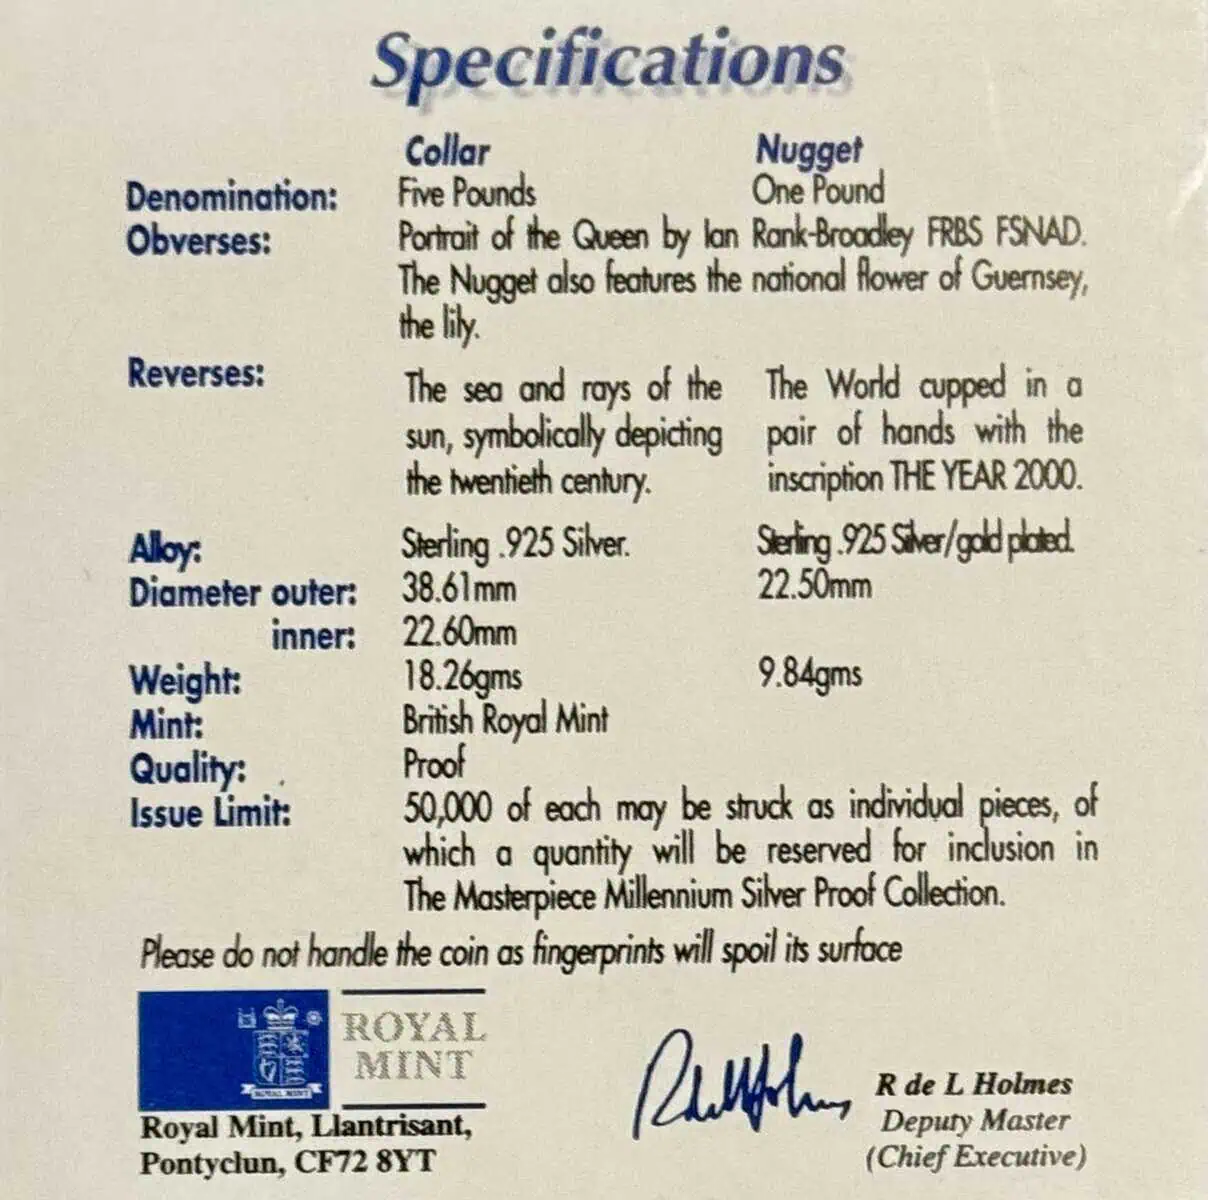 Specifications
Collar Nugget
Denomination: Five Pounds One Pound
Obverses: Portrait of the Queen by Ian Rank-Broadley FRBS FSNAD.
The Nugget also features the national flower of Guernsey,
the lily.
Reverses: The sea and rays of the The World cupped in a
sun, symbolically depicting pair of hands with the
the twentieth century. inscription THE YEAR 2000.
Alloy: Sterling .925 Silver. Sterling .925 Silver/gold plated.
Diameter outer: 38.61mm 22.50mm
inner: 22.60mm
Weight: 18.26gms 9.84gms
Mint: British Royal Mint
Quality: Proof
Issue Limit: 50,000 of each may be struck as individual pieces, of
which a quantity will be reserved for inclusion in
The Masterpiece Millennium Silver Proof Collection.
Please do not handle the coin as fingerprints will spoil its surface
ROYAL
MINT
ROYAL MINT
Royal Mint, Llantrisant,
Pontyclun, CF72 8YT
R de L Holmes
R de L Holmes
Deputy Master
(Chief Executive)